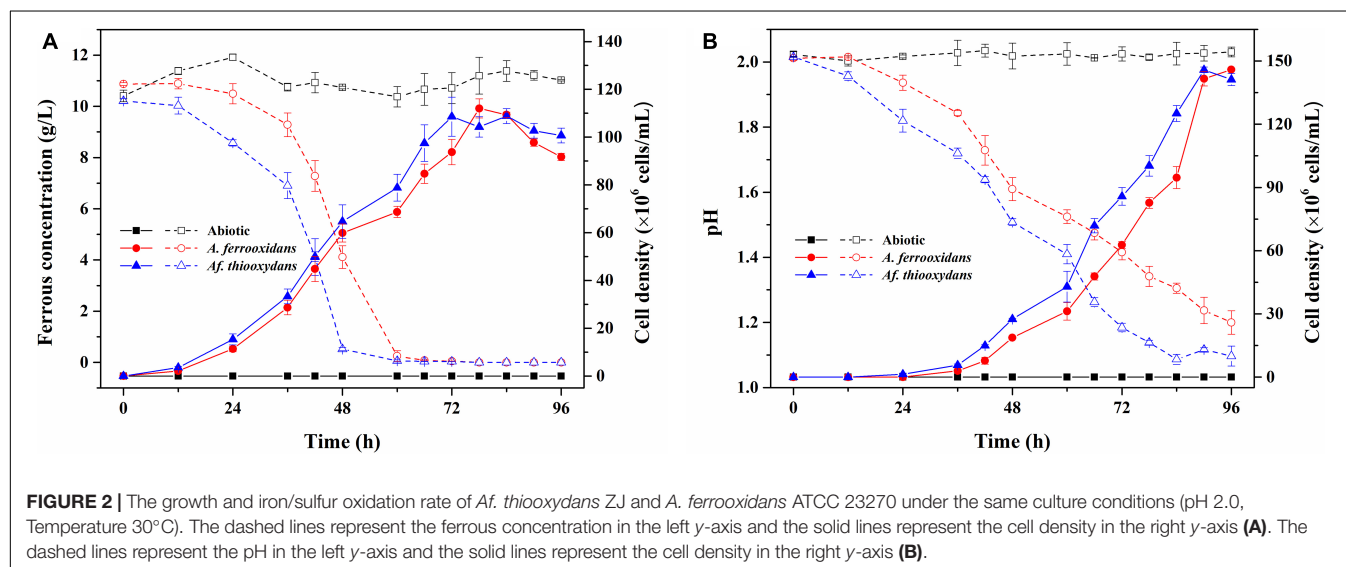 A
Ferrous concentration (g/L)
12
10
8
6
4
2
0
Abiotic
A. ferrooxidans
Af. thiooxydans
140
120
100
80
60
40
20
0
Cell density (×10⁶ cells/mL)
0 24 48 72 96
Time (h)
B
pH
2.0
1.8
1.6
1.4
1.2
1.0
Abiotic
A. ferrooxidans
Af. thiooxydans
150
120
90
60
30
0
Cell density (×10⁶ cells/mL)
0 24 48 72 96
Time (h)
FIGURE 2 | The growth and iron/sulfur oxidation rate of Af. thiooxydans ZJ and A. ferrooxidans ATCC 23270 under the same culture conditions (pH 2.0,
Temperature 30°C). The dashed lines represent the ferrous concentration in the left y-axis and the solid lines represent the cell density in the right y-axis (A). The
dashed lines represent the pH in the left y-axis and the solid lines represent the cell density in the right y-axis (B).